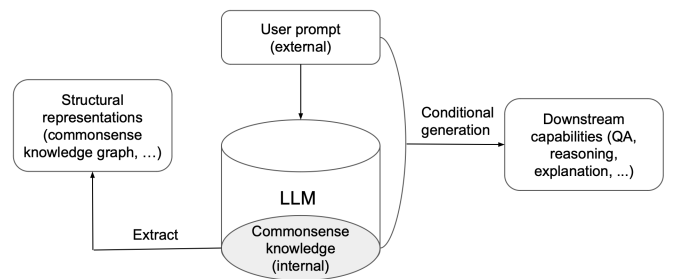 User prompt
(external)
Structural
representations
(commonsense
knowledge graph, …)
Conditional
generation
Downstream
capabilities (QA,
reasoning,
explanation, ...)
LLM
Extract
Commonsense
knowledge
(internal)